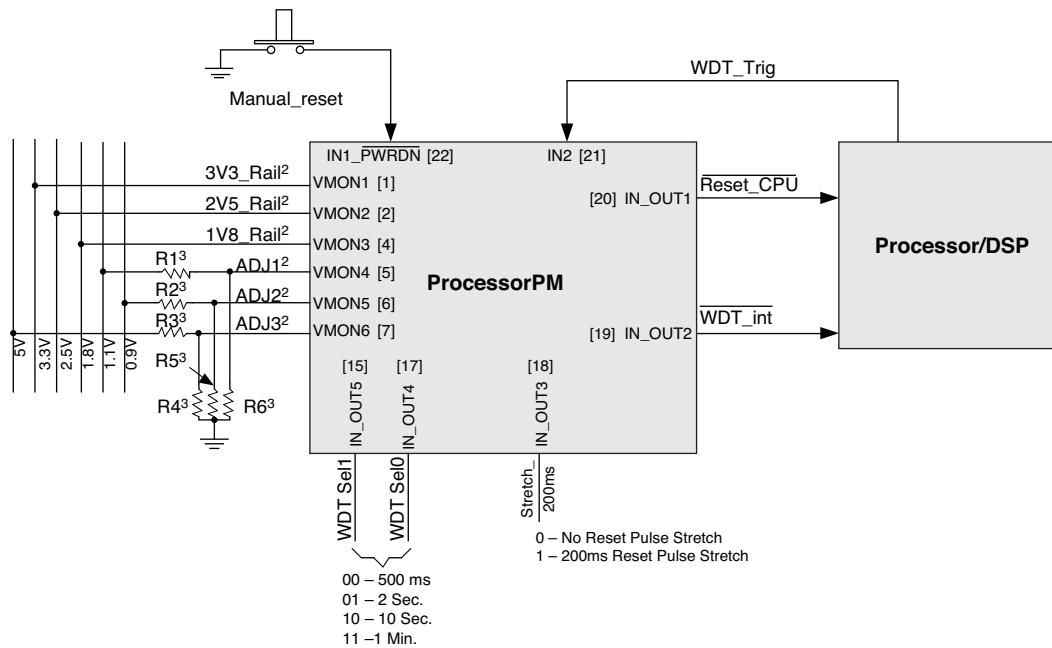 Manual_reset
WDT_Trig
IN1_PWRDN [22]
IN2 [21]
3V3_Rail²
VMON1 [1]
2V5_Rail²
VMON2 [2]
1V8_Rail²
VMON3 [4]
R1³
ADJ1²
VMON4 [5]
R2³
ADJ2²
VMON5 [6]
R3³
ADJ3²
VMON6 [7]
ProcessorPM
[20] IN_OUT1
Reset_CPU
Processor/DSP
[19] IN_OUT2
WDT_int
5V
3.3V
2.5V
1.8V
1.1V
0.9V
R5³
R4³
R6³
[15]
IN_OUT5
[17]
IN_OUT4
[18]
IN_OUT3
WDT Sel1
WDT Sel0
Stretch_
200ms
0 – No Reset Pulse Stretch
1 – 200ms Reset Pulse Stretch
00 – 500 ms
01 – 2 Sec.
10 – 10 Sec.
11 –1 Min.